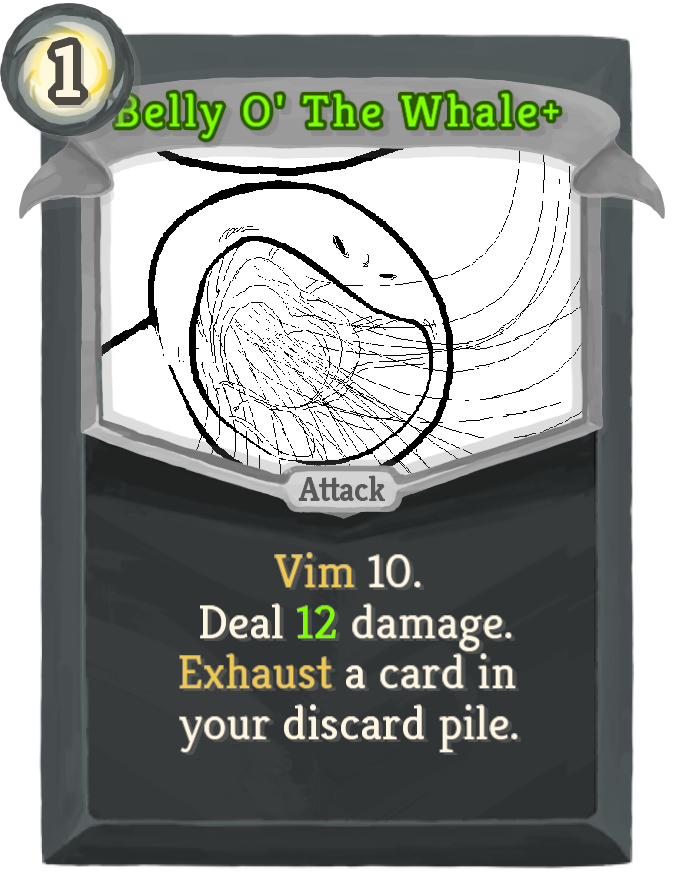 1
Belly O' The Whale+
Attack
Vim 10.
Deal 12 damage.
Exhaust a card in
your discard pile.